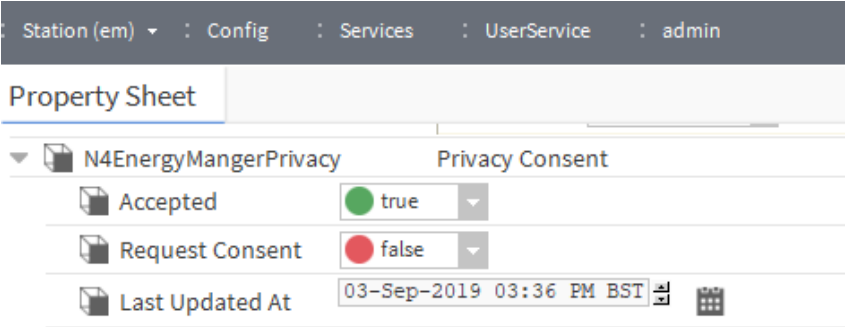 : Station (em) : Config : Services : UserService : admin
Property Sheet
N4EnergyMangerPrivacy Privacy Consent
Accepted true
Request Consent false
Last Updated At 03-Sep-2019 03:36 PM BST